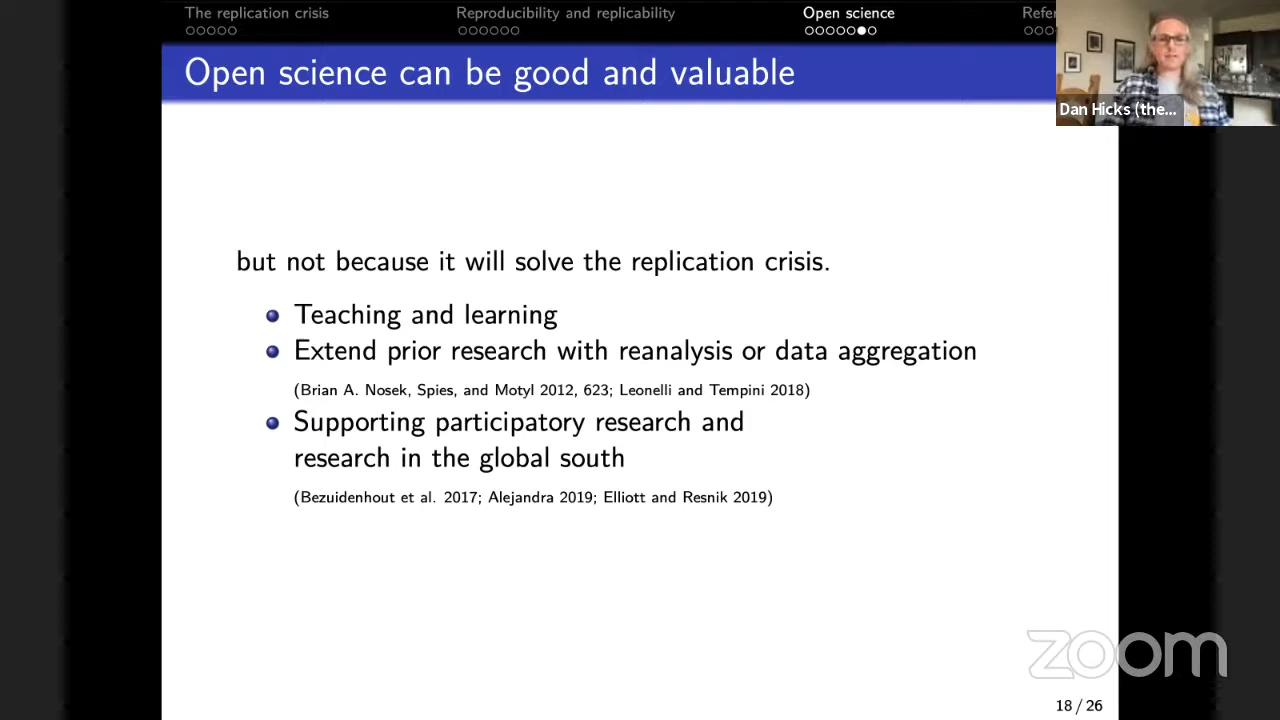 The replication crisis
Reproducibility and replicability
Open science
Refer
Open science can be good and valuable
Dan Hicks (the...
but not because it will solve the replication crisis.
Teaching and learning
Extend prior research with reanalysis or data aggregation
(Brian A. Nosek, Spies, and Motyl 2012, 623; Leonelli and Tempini 2018)
Supporting participatory research and
research in the global south
(Bezuidenhout et al. 2017; Alejandra 2019; Elliott and Resnik 2019)
zoom
18 / 26